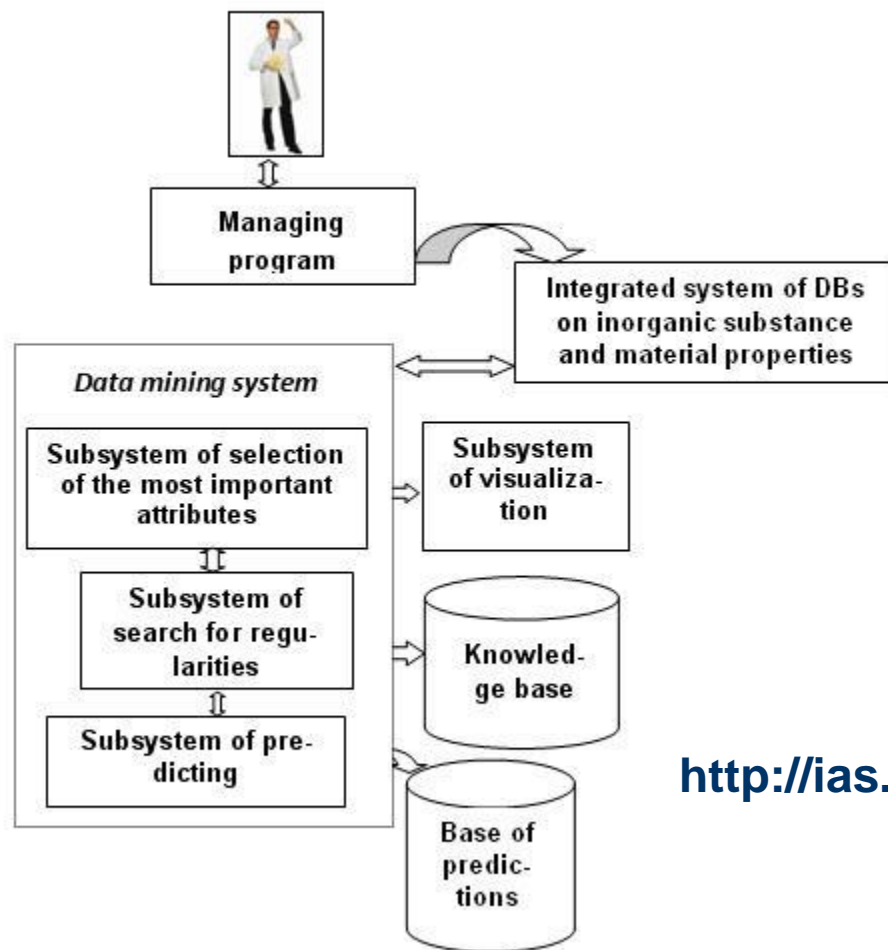 Managing
program
Integrated system of DBs
on inorganic substance
and material properties
Data mining system
Subsystem of selection
of the most important
attributes
Subsystem
of visualiza-
tion
Subsystem of
search for regu-
larities
Knowled-
ge base
Subsystem of pre-
dicting
http://ias.
Base of
predic-
tions